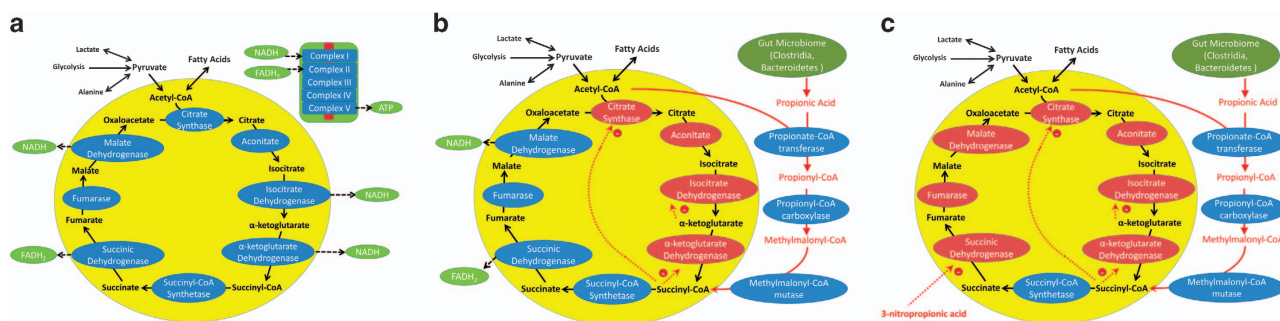 a
Lactate
Glycolysis
Pyruvate
Alanine
Fatty Acids
Acetyl-CoA
NADH
FADH₂
Complex I
Complex II
Complex III
Complex IV
Complex V
ATP
Oxaloacetate
Citrate
Synthase
Citrate
Aconitate
Isocitrate
Isocitrate
Dehydrogenase
NADH
α-ketoglutarate
α-ketoglutarate
Dehydrogenase
NADH
Succinyl-CoA
Succinyl-CoA
Synthetase
Succinate
Succinic
Dehydrogenase
FADH₂
Fumarate
Fumarase
Malate
Malate
Dehydrogenase
NADH
b
Lactate
Glycolysis
Pyruvate
Alanine
Fatty Acids
Acetyl-CoA
Oxaloacetate
Citrate
Synthase
Citrate
Aconitate
Isocitrate
Isocitrate
Dehydrogenase
α-ketoglutarate
α-ketoglutarate
Dehydrogenase
Succinyl-CoA
Succinyl-CoA
Synthetase
Succinate
Succinic
Dehydrogenase
FADH₂
Fumarate
Fumarase
Malate
Malate
Dehydrogenase
NADH
Gut Microbiome
(Clostridia,
Bacteroidetes )
Propionic Acid
Propionate-CoA
transferase
Propionyl-CoA
Propionyl-CoA
carboxylase
Methylmalonyl-CoA
Methylmalonyl-CoA
mutase
c
Lactate
Glycolysis
Pyruvate
Alanine
Fatty Acids
Acetyl-CoA
Oxaloacetate
Citrate
Synthase
Citrate
Aconitate
Isocitrate
Isocitrate
Dehydrogenase
α-ketoglutarate
α-ketoglutarate
Dehydrogenase
Succinyl-CoA
Succinyl-CoA
Synthetase
Succinate
Succinic
Dehydrogenase
3-nitropropionic acid
Fumarate
Fumarase
Malate
Malate
Dehydrogenase
Gut Microbiome
(Clostridia,
Bacteroidetes )
Propionic Acid
Propionate-CoA
transferase
Propionyl-CoA
Propionyl-CoA
carboxylase
Methylmalonyl-CoA
Methylmalonyl-CoA
mutase